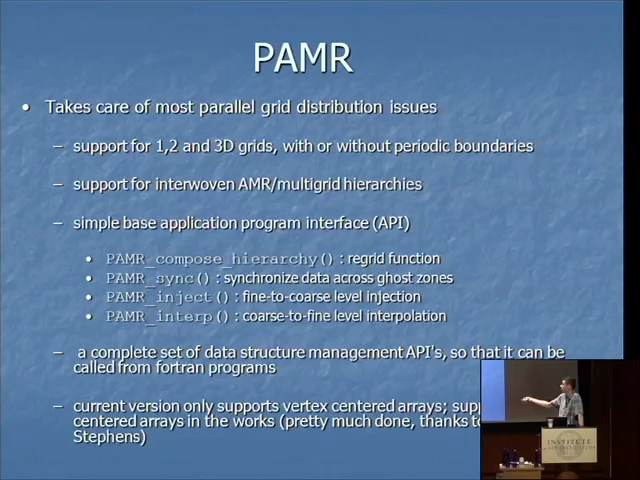 PAMR
• Takes care of most parallel grid distribution issues
– support for 1,2 and 3D grids, with or without periodic boundaries
– support for interwoven AMR/multigrid hierarchies
– simple base application program interface (API)
• PAMR_compose_hierarchy() : regrid function
• PAMR_sync() : synchronize data across ghost zones
• PAMR_inject() : fine-to-coarse level injection
• PAMR_interp() : coarse-to-fine level interpolation
– a complete set of data structure management API's, so that it can be
called from fortran programs
– current version only supports vertex centered arrays;
centered arrays in the works (pretty much done, thanks
Stephens)
INSTITUTE